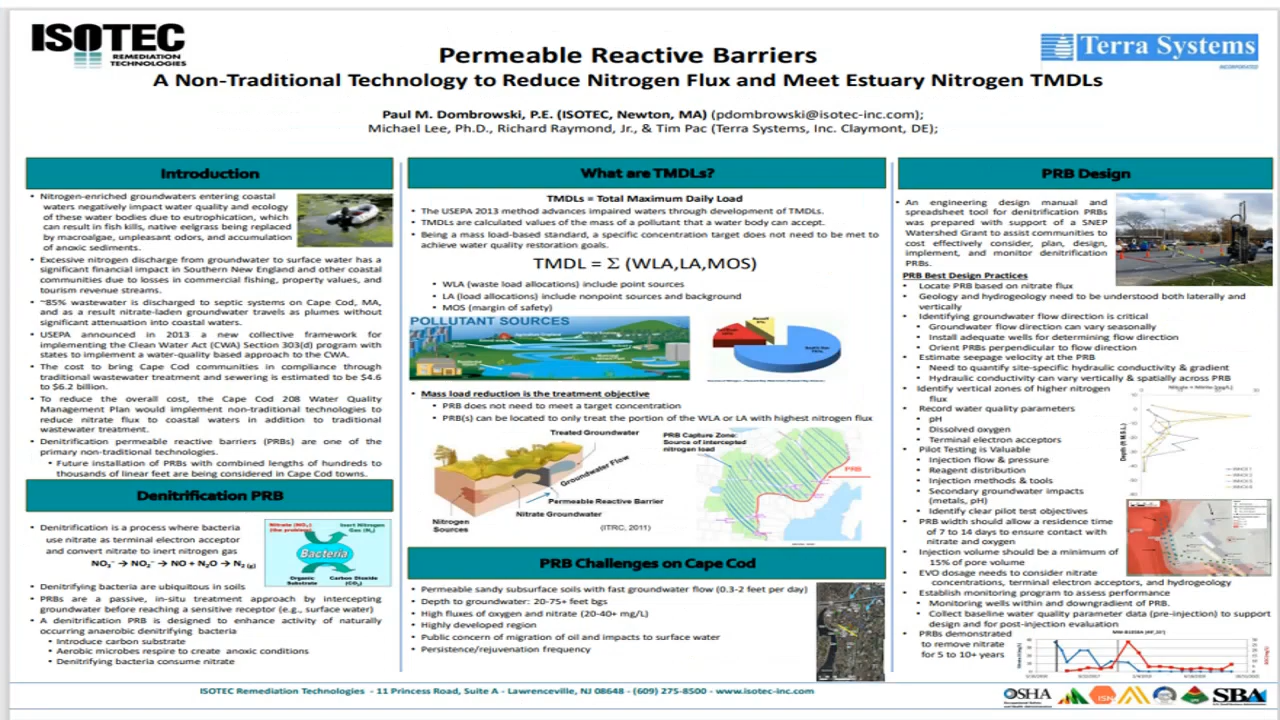 ISOTEC
REMEDIATION
TECHNOLOGIES
Terra Systems
INCORPORATED
Permeable Reactive Barriers
A Non-Traditional Technology to Reduce Nitrogen Flux and Meet Estuary Nitrogen TMDLs
Paul M. Dombrowski, P.E. (ISOTEC, Newton, MA) (pdombrowski@isotec-inc.com);
Michael Lee, Ph.D., Richard Raymond, Jr., & Tim Pac (Terra Systems, Inc. Claymont, DE);
Introduction
• Nitrogen-enriched groundwaters entering coastal
waters negatively impact water quality and ecology
of these water bodies due to eutrophication, which
can result in fish kills, native eelgrass being replaced
by macroalgae, unpleasant odors, and accumulation
of anoxic sediments.
• Excessive nitrogen discharge from groundwater to surface water has a
significant financial impact in Southern New England and other coastal
communities due to losses in commercial fishing, property values, and
tourism revenue streams.
• ~85% wastewater is discharged to septic systems on Cape Cod, MA,
and as a result nitrate-laden groundwater travels as plumes without
significant attenuation into coastal waters.
• USEPA announced in 2013 a new collective framework for
implementing the Clean Water Act (CWA) Section 303(d) program with
states to implement a water-quality based approach to the CWA.
• The cost to bring Cape Cod communities in compliance through
traditional wastewater treatment and sewering is estimated to be $4.6
to $6.2 billion.
• To reduce the overall cost, the Cape Cod 208 Water Quality
Management Plan would implement non-traditional technologies to
reduce nitrate flux to coastal waters in addition to traditional
wastewater treatment.
• Denitrification permeable reactive barriers (PRBs) are one of the
primary non-traditional technologies.
• Future installation of PRBs with combined lengths of hundreds to
thousands of linear feet are being considered in Cape Cod towns.
Denitrification PRB
• Denitrification is a process where bacteria
use nitrate as terminal electron acceptor
and convert nitrate to inert nitrogen gas
NO₃⁻ → NO₂⁻ → NO + N₂O → N₂ (g)
Nitrate (NO₃⁻)
(the problem)
Inert Nitrogen
Gas (N₂)
Bacteria
Organic
Substrate
Carbon Dioxide
(CO₂)
• Denitrifying bacteria are ubiquitous in soils
• PRBs are a passive, in-situ treatment approach by intercepting
groundwater before reaching a sensitive receptor (e.g., surface water)
• A denitrification PRB is designed to enhance activity of naturally
occurring anaerobic denitrifying bacteria
• Introduce carbon substrate
• Aerobic microbes respire to create anoxic conditions
• Denitrifying bacteria consume nitrate
What are TMDLs?
TMDLs = Total Maximum Daily Load
• The USEPA 2013 method advances impaired waters through development of TMDLs.
• TMDLs are calculated values of the mass of a pollutant that a water body can accept.
• Being a mass load-based standard, a specific concentration target does not need to be met to
achieve water quality restoration goals.
TMDL = Σ (WLA,LA,MOS)
• WLA (waste load allocations) include point sources
• LA (load allocations) include nonpoint sources and background
• MOS (margin of safety)
POLLUTANT SOURCES
• Mass load reduction is the treatment objective
• PRB does not need to meet a target concentration
• PRB(s) can be located to only treat the portion of the WLA or LA with highest nitrogen flux
Treated Groundwater
Groundwater Flow
Permeable Reactive Barrier
Nitrate Groundwater
Nitrogen
Sources
(ITRC, 2011)
PRB Capture Zone:
Source of intercepted
nitrogen load
PRB
PRB Challenges on Cape Cod
• Permeable sandy subsurface soils with fast groundwater flow (0.3-2 feet per day)
• Depth to groundwater: 20-75+ feet bgs
• High fluxes of oxygen and nitrate (20-40+ mg/L)
• Highly developed region
• Public concern of migration of oil and impacts to surface water
• Persistence/rejuvenation frequency
PRB Design
• An engineering design manual and
spreadsheet tool for denitrification PRBs
was prepared with support of a SNEP
Watershed Grant to assist communities to
cost effectively consider, plan, design,
implement, and monitor denitrification
PRBs.
PRB Best Design Practices
• Locate PRB based on nitrate flux
• Geology and hydrogeology need to be understood both laterally and
vertically
• Identifying groundwater flow direction is critical
• Groundwater flow direction can vary seasonally
• Install adequate wells for determining flow direction
• Orient PRBs perpendicular to flow direction
• Estimate seepage velocity at the PRB
• Need to quantify site-specific hydraulic conductivity & gradient
• Hydraulic conductivity can vary vertically & spatially across PRB
• Identify vertical zones of higher nitrogen
flux
• Record water quality parameters
• pH
• Dissolved oxygen
• Terminal electron acceptors
• Pilot Testing is Valuable
• Injection flow & pressure
• Reagent distribution
• Injection methods & tools
• Secondary groundwater impacts
(metals, pH)
• Identify clear pilot test objectives
• PRB width should allow a residence time
of 7 to 14 days to ensure contact with
nitrate and oxygen
• Injection volume should be a minimum of
15% of pore volume
• EVO dosage needs to consider nitrate
concentrations, terminal electron acceptors, and hydrogeology
• Establish monitoring program to assess performance
• Monitoring wells within and downgradient of PRB.
• Collect baseline water quality parameter data (pre-injection) to support
design and for post-injection evaluation
• PRBs demonstrated
to remove nitrate
for 5 to 10+ years
Nitrate + Nitrite (mg/L)
Depth (ft M.S.L.)
ISOTEC Remediation Technologies - 11 Princess Road, Suite A - Lawrenceville, NJ 08648 - (609) 275-8500 - www.isotec-inc.com
OSHA
ISN
SBA